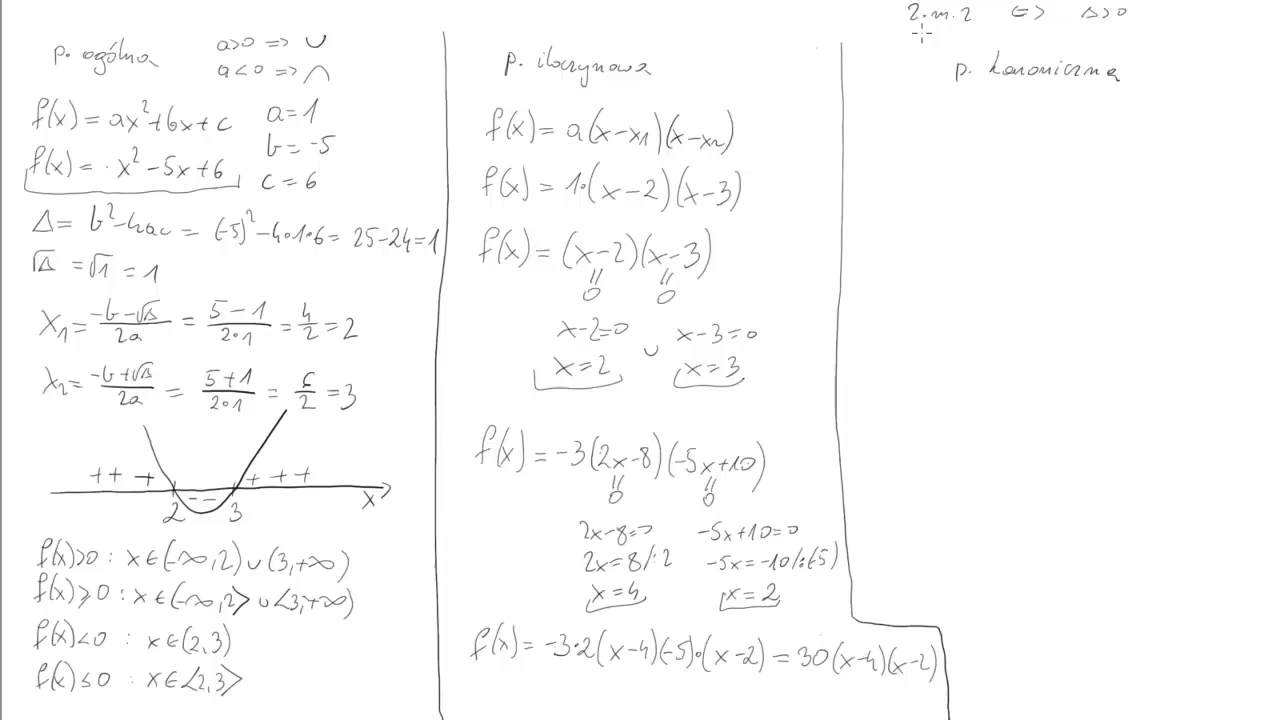 p. ogólna a>0 => ∪
a<0 => ∩
f(x) = ax²+bx+c a=1
b=-5
f(x) = · x² -5x+6
c=6
Δ= b²-4ac = (-5)²-4·1·6= 25-24=1
√Δ =√1 = 1
x₁= (-b-√Δ)/2a = (5-1)/(2·1) = 4/2 = 2
x₂= (-b+√Δ)/2a = (5+1)/(2·1) = 6/2 = 3
++ + + + +
- -
2 3 x
f(x)>0 : x∈(-∞,2)∪(3,+∞)
f(x)⩾0 : x∈(-∞,2>∪<3,+∞)
f(x)<0 : x∈(2,3)
f(x)≤0 : x∈<2,3>
p. iloczynowa
f(x)= a(x-x₁)(x-x₂)
f(x) = 1·(x-2)(x-3)
f(x)= (x-2)(x-3)
|| ||
0 0
x-2=0 ∪ x-3=0
x=2 x=3
f(x)= -3(2x-8)(-5x+10)
|| ||
0 0
2x-8=0 -5x+10=0
2x=8/:2 -5x=-10/:(-5)
x=4 x=2
f(x)= -3·2(x-4)(-5)·(x-2) = 30(x-4)(x-2)
2.m.z <=> Δ>0
p. kanoniczna